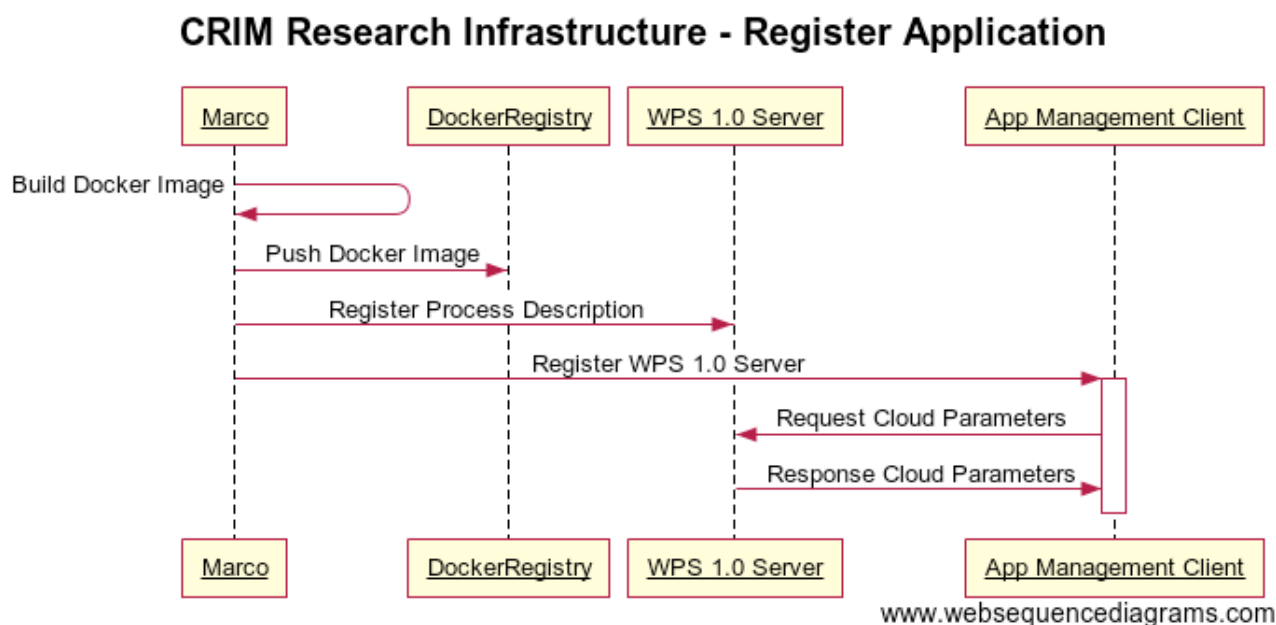 CRIM Research Infrastructure - Register Application
Marco
DockerRegistry
WPS 1.0 Server
App Management Client
Build Docker Image
Push Docker Image
Register Process Description
Register WPS 1.0 Server
Request Cloud Parameters
Response Cloud Parameters
Marco
DockerRegistry
WPS 1.0 Server
App Management Client
www.websequencediagrams.com